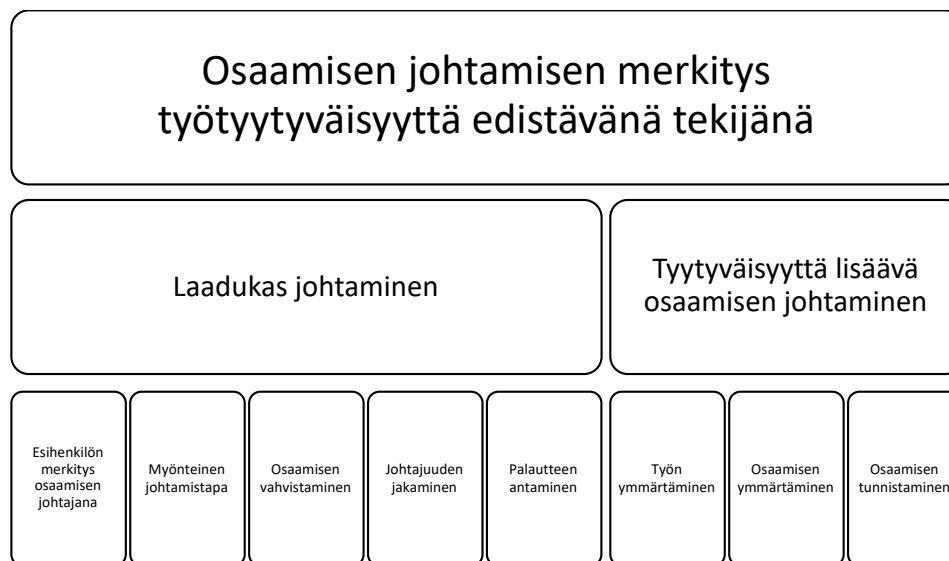 Osaamisen johtamisen merkitys
työtyytyväisyyttä edistävänä tekijänä
Laadukas johtaminen
Tyytyväisyyttä lisäävä
osaamisen johtaminen
Esihenkilön
merkitys
osaamisen
johtajana
Myönteinen
johtamistapa
Osaamisen
vahvistaminen
Johtajuuden
jakaminen
Palautteen
antaminen
Työn
ymmärtäminen
Osaamisen
ymmärtäminen
Osaamisen
tunnistaminen